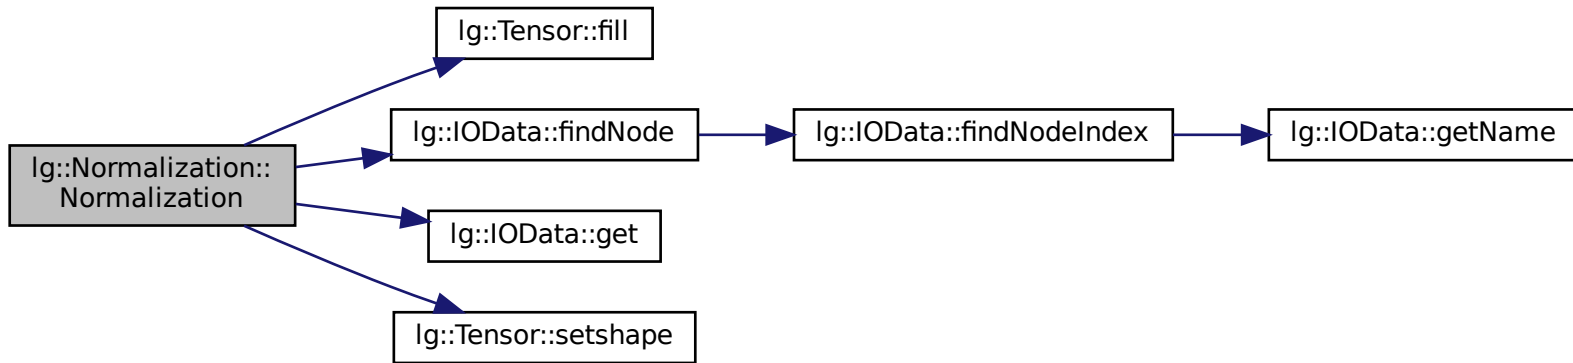 lg::Tensor::fill
lg::IOData::findNode
lg::IOData::findNodeIndex
lg::IOData::getName
lg::Normalization::
Normalization
lg::IOData::get
lg::Tensor::setshape